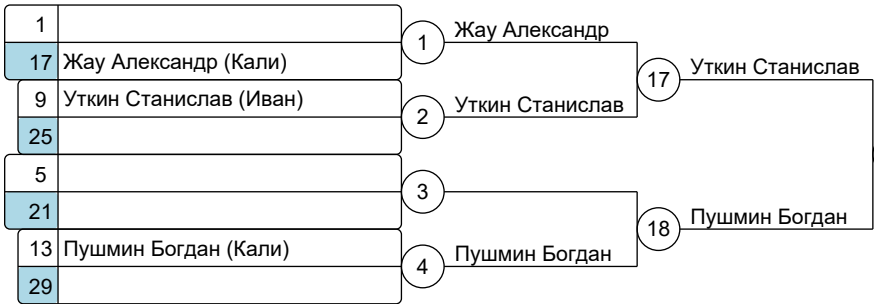 1
17 Жау Александр (Кали)
1 Жау Александр
9 Уткин Станислав (Иван)
25
2 Уткин Станислав
17 Уткин Станислав
5
21
3
13 Пушмин Богдан (Кали)
29
4 Пушмин Богдан
18 Пушмин Богдан